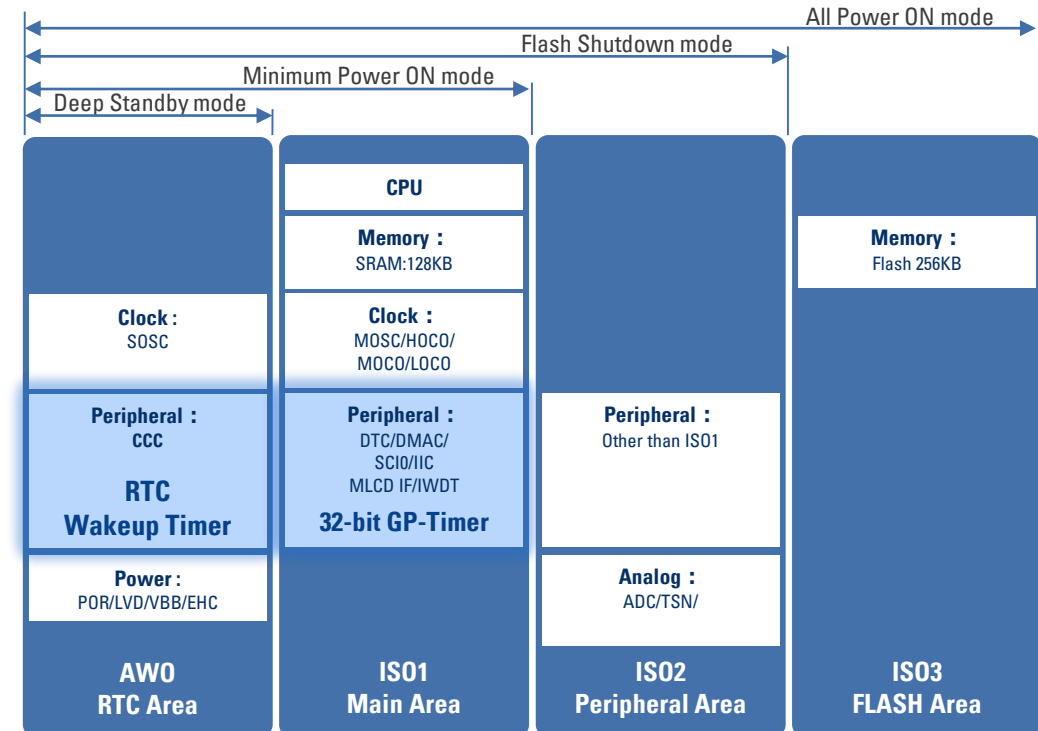 All Power ON mode
Flash Shutdown mode
Minimum Power ON mode
Deep Standby mode
Clock :
SOSC
Peripheral :
CCC
RTC
Wakeup Timer
Power :
POR/LVD/VBB/EHC
AWO
RTC Area
CPU
Memory :
SRAM:128KB
Clock :
MOSC/HOCO/
MOCO/LOCO
Peripheral :
DTC/DMAC/
SCI0/IIC
MLCD IF/IWDT
32-bit GP-Timer
ISO1
Main Area
Peripheral :
Other than ISO1
Analog :
ADC/TSN/
ISO2
Peripheral Area
Memory :
Flash 256KB
ISO3
FLASH Area